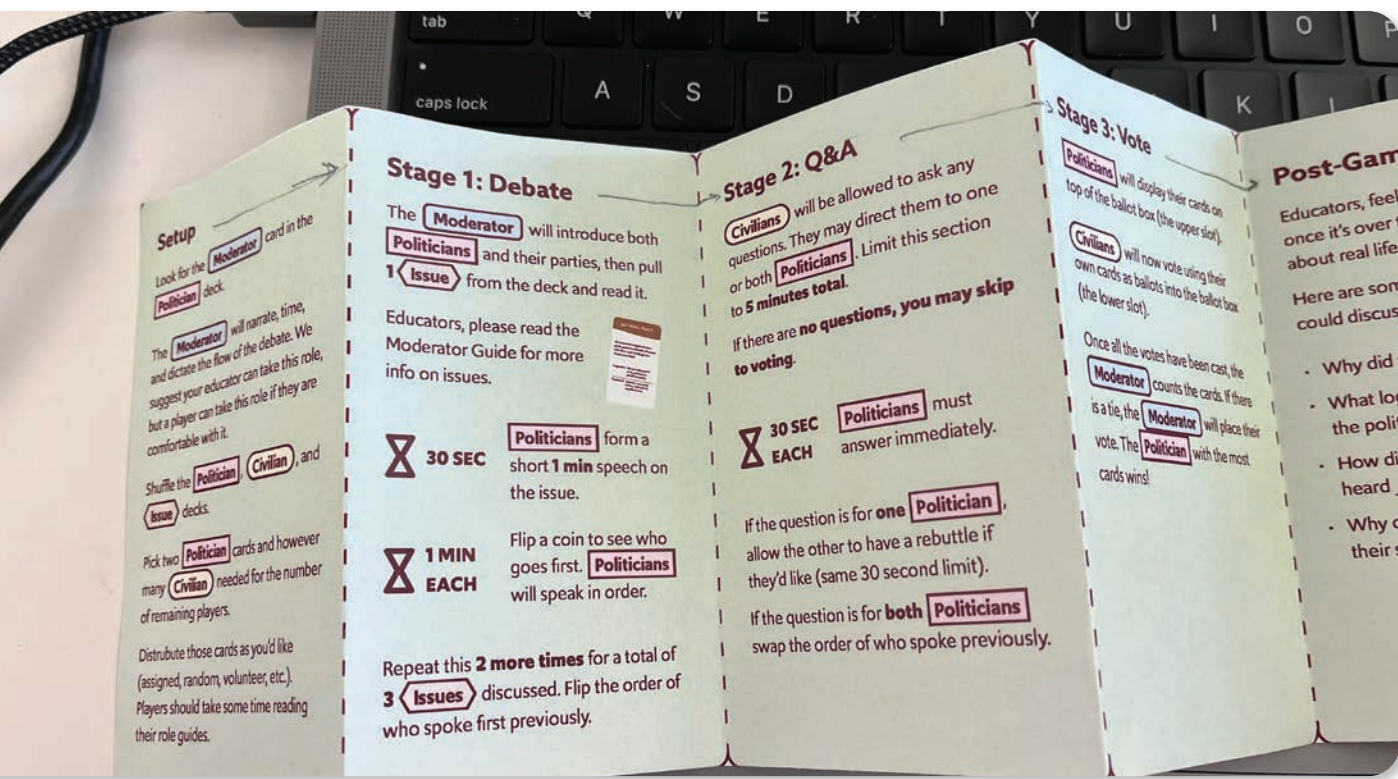 tab
Q W E R T Y U I O P
caps lock
A S D K L
Setup
Look for the Moderator card in the
Politician deck.
The Moderator will narrate, time,
and dictate the flow of the debate. We
suggest your educator can take this role,
but a player can take this role if they are
comfortable with it.
Shuffle the Politician, Civilian, and
Issue decks.
Pick two Politician cards and however
many Civilian needed for the number
of remaining players.
Distrubute those cards as you'd like
(assigned, random, volunteer, etc.).
Players should take some time reading
their role guides.
Stage 1: Debate
The Moderator will introduce both
Politicians and their parties, then pull
1 Issue from the deck and read it.
Educators, please read the
Moderator Guide for more
info on issues.
30 SEC
Politicians form a
short 1 min speech on
the issue.
1 MIN
EACH
Flip a coin to see who
goes first. Politicians
will speak in order.
Repeat this 2 more times for a total of
3 Issues discussed. Flip the order of
who spoke first previously.
Stage 2: Q&A
Civilians will be allowed to ask any
questions. They may direct them to one
or both Politicians. Limit this section
to 5 minutes total.
If there are no questions, you may skip
to voting.
30 SEC
EACH
Politicians must
answer immediately.
If the question is for one Politician,
allow the other to have a rebuttle if
they'd like (same 30 second limit).
If the question is for both Politicians
swap the order of who spoke previously.
Stage 3: Vote
Politicians will display their cards on
top of the ballot box (the upper slot).
Civilians will now vote using their
own cards as ballots into the ballot box
(the lower slot).
Once all the votes have been cast, the
Moderator counts the cards. If there
is a tie, the Moderator will place their
vote. The Politician with the most
cards wins!
Post-Gam
Educators, feel
once it's over
about real life
Here are som
could discus
• Why did
• What loc
the polit
• How di
heard
• Why c
their s